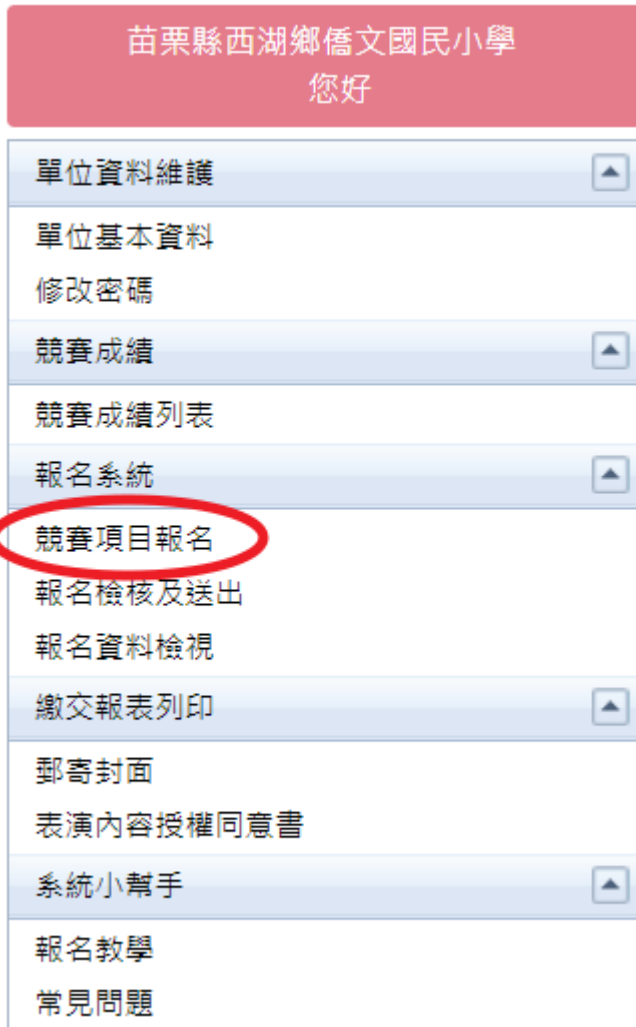 苗栗縣西湖鄉僑文國民小學
您好
單位資料維護
單位基本資料
修改密碼
競賽成績
競賽成績列表
報名系統
競賽項目報名
報名檢核及送出
報名資料檢視
繳交報表列印
郵寄封面
表演內容授權同意書
系統小幫手
報名教學
常見問題